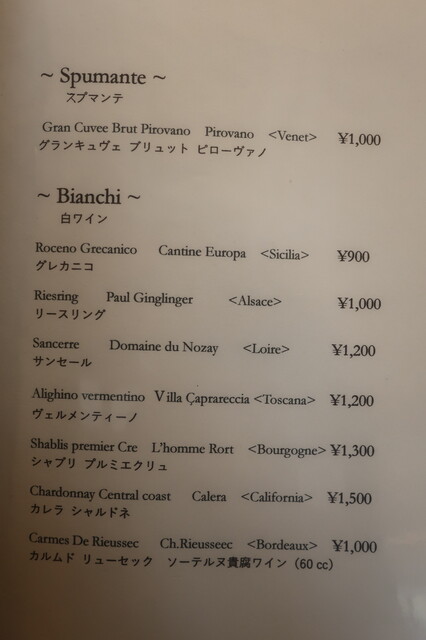 ~ Spumante ~
スプマンテ
Gran Cuvee Brut Pirovano Pirovano <Venet> ¥1,000
グランキュヴェ ブリュット ピローヴァノ
~ Bianchi ~
白ワイン
Roceno Grecanico Cantine Europa <Sicilia> ¥900
グレカニコ
Riesring Paul Ginglinger <Alsace> ¥1,000
リースリング
Sancerre Domaine du Nozay <Loire> ¥1,200
サンセール
Alighino vermentino Villa Çaprareccia <Toscana> ¥1,200
ヴェルメンティーノ
Shablis premier Cre L'homme Rort <Bourgogne> ¥1,300
シャブリ プルミエクリュ
Chardonnay Central coast Calera <California> ¥1,500
カレラ シャルドネ
Carmes De Rieussec Ch.Rieusseec <Bordeaux> ¥1,000
カルムド リューセック ソーテルヌ貴腐ワイン（60 cc）